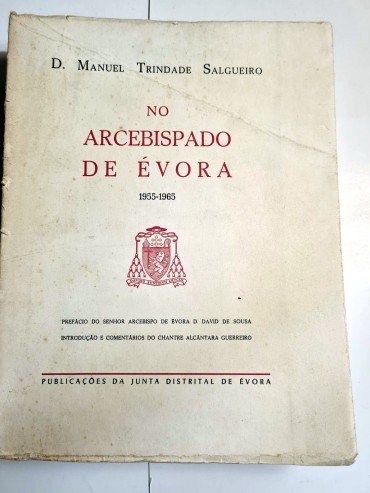 D. MANUEL TRINDADE SALGUEIRO
NO
ARCEBISPADO
DE ÉVORA
1955-1965
PREFÁCIO DO SENHOR ARCEBISPO DE ÉVORA D. DAVID DE SOUSA
INTRODUÇÃO E COMENTÁRIOS DO CHANTRE ALCÂNTARA GUERREIRO
PUBLICAÇÕES DA JUNTA DISTRITAL DE ÉVORA